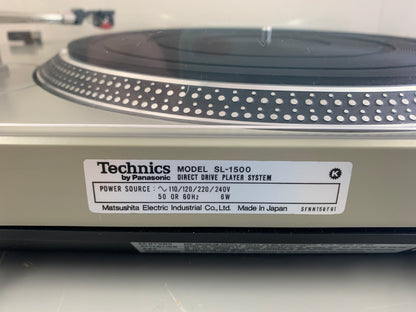 Technics MODEL SL-1500
by Panasonic DIRECT DRIVE PLAYER SYSTEM
POWER SOURCE : ∿ 110/120/220/240V
50 OR 60Hz 6W
Matsushita Electric Industrial Co., Ltd. Made in Japan SFNN150F01
K